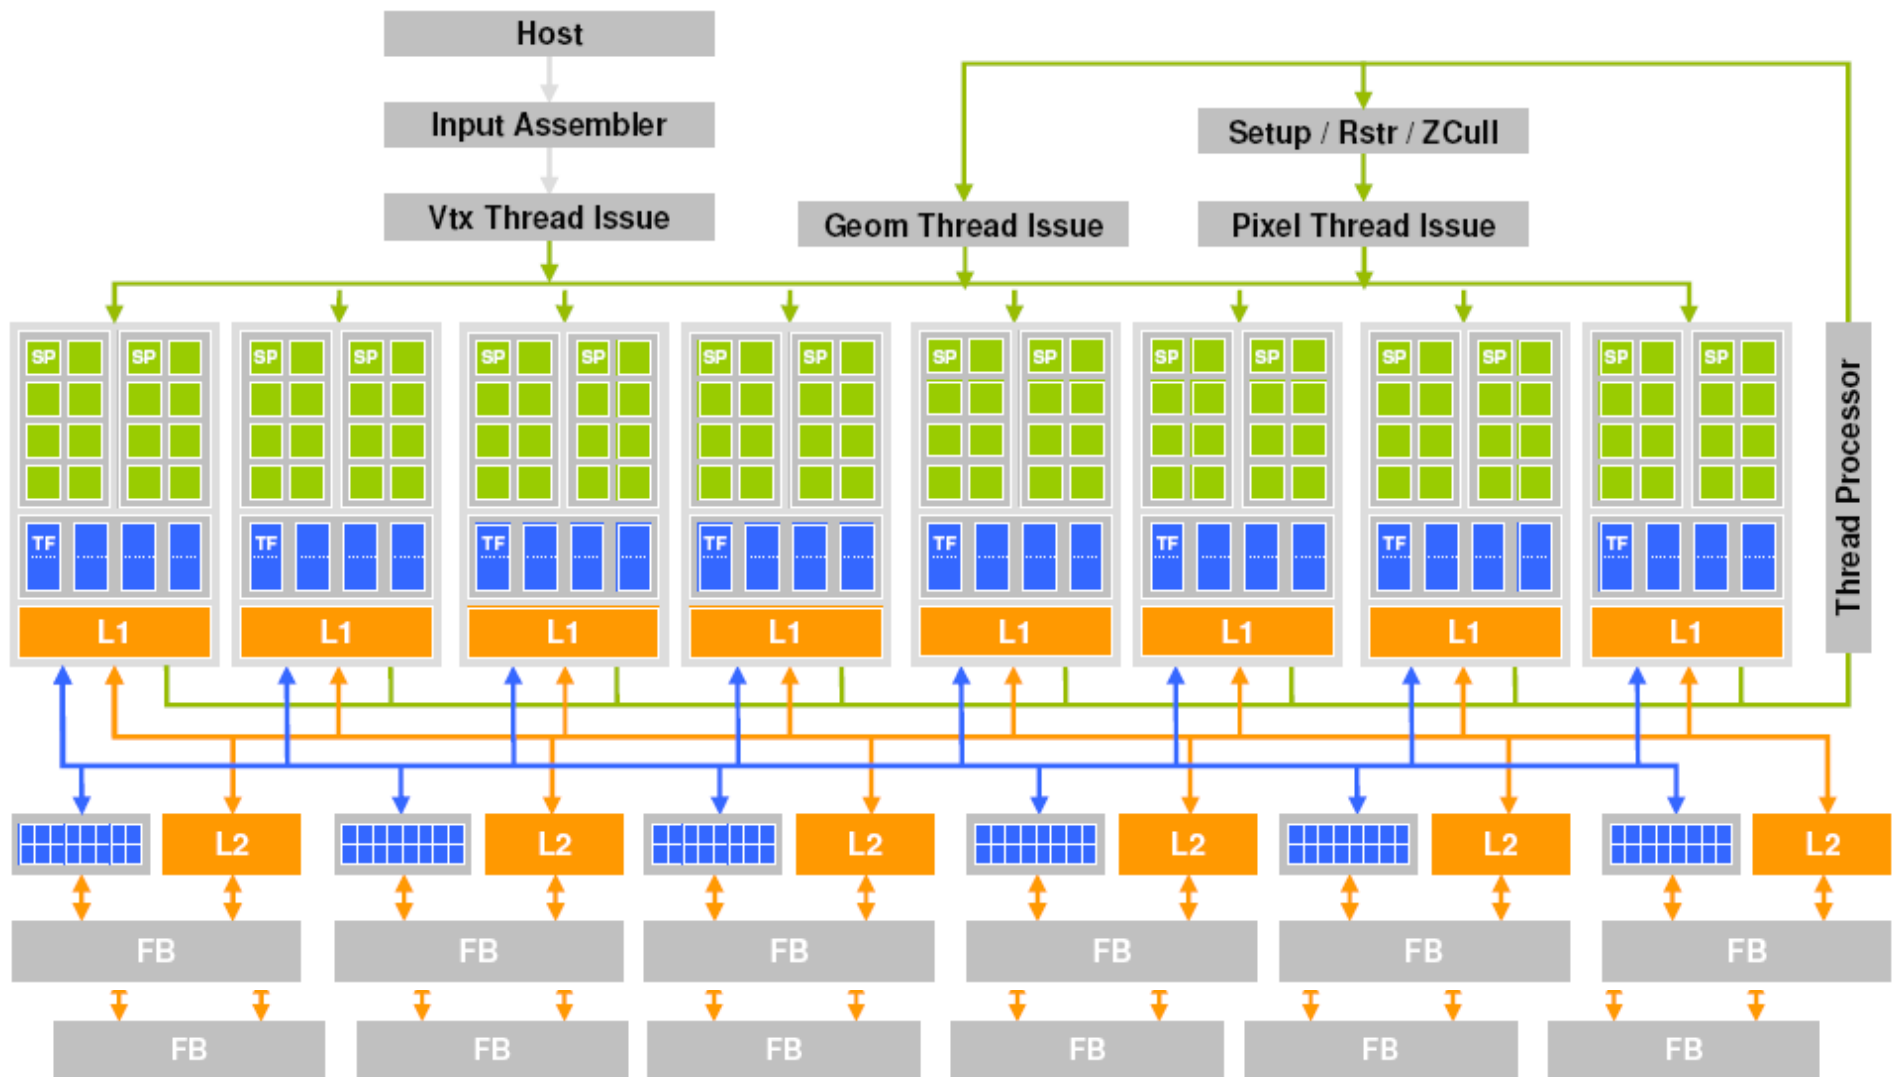 Host
Input Assembler
Setup / Rstr / ZCull
Vtx Thread Issue
Geom Thread Issue
Pixel Thread Issue
SP SP SP SP SP SP SP SP SP SP SP SP SP SP SP SP
Thread Processor
TF TF TF TF TF TF TF TF
L1 L1 L1 L1 L1 L1 L1 L1
L2 L2 L2 L2 L2 L2
FB FB FB FB FB FB
FB FB FB FB FB FB